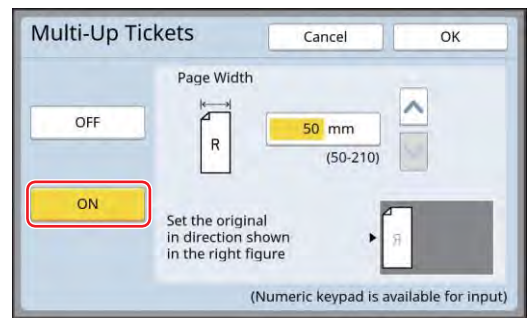 Multi-Up Tickets
Cancel
OK
Page Width
OFF
R
50 mm
(50-210)
ON
Set the original
in direction shown
in the right figure
R
(Numeric keypad is available for input)